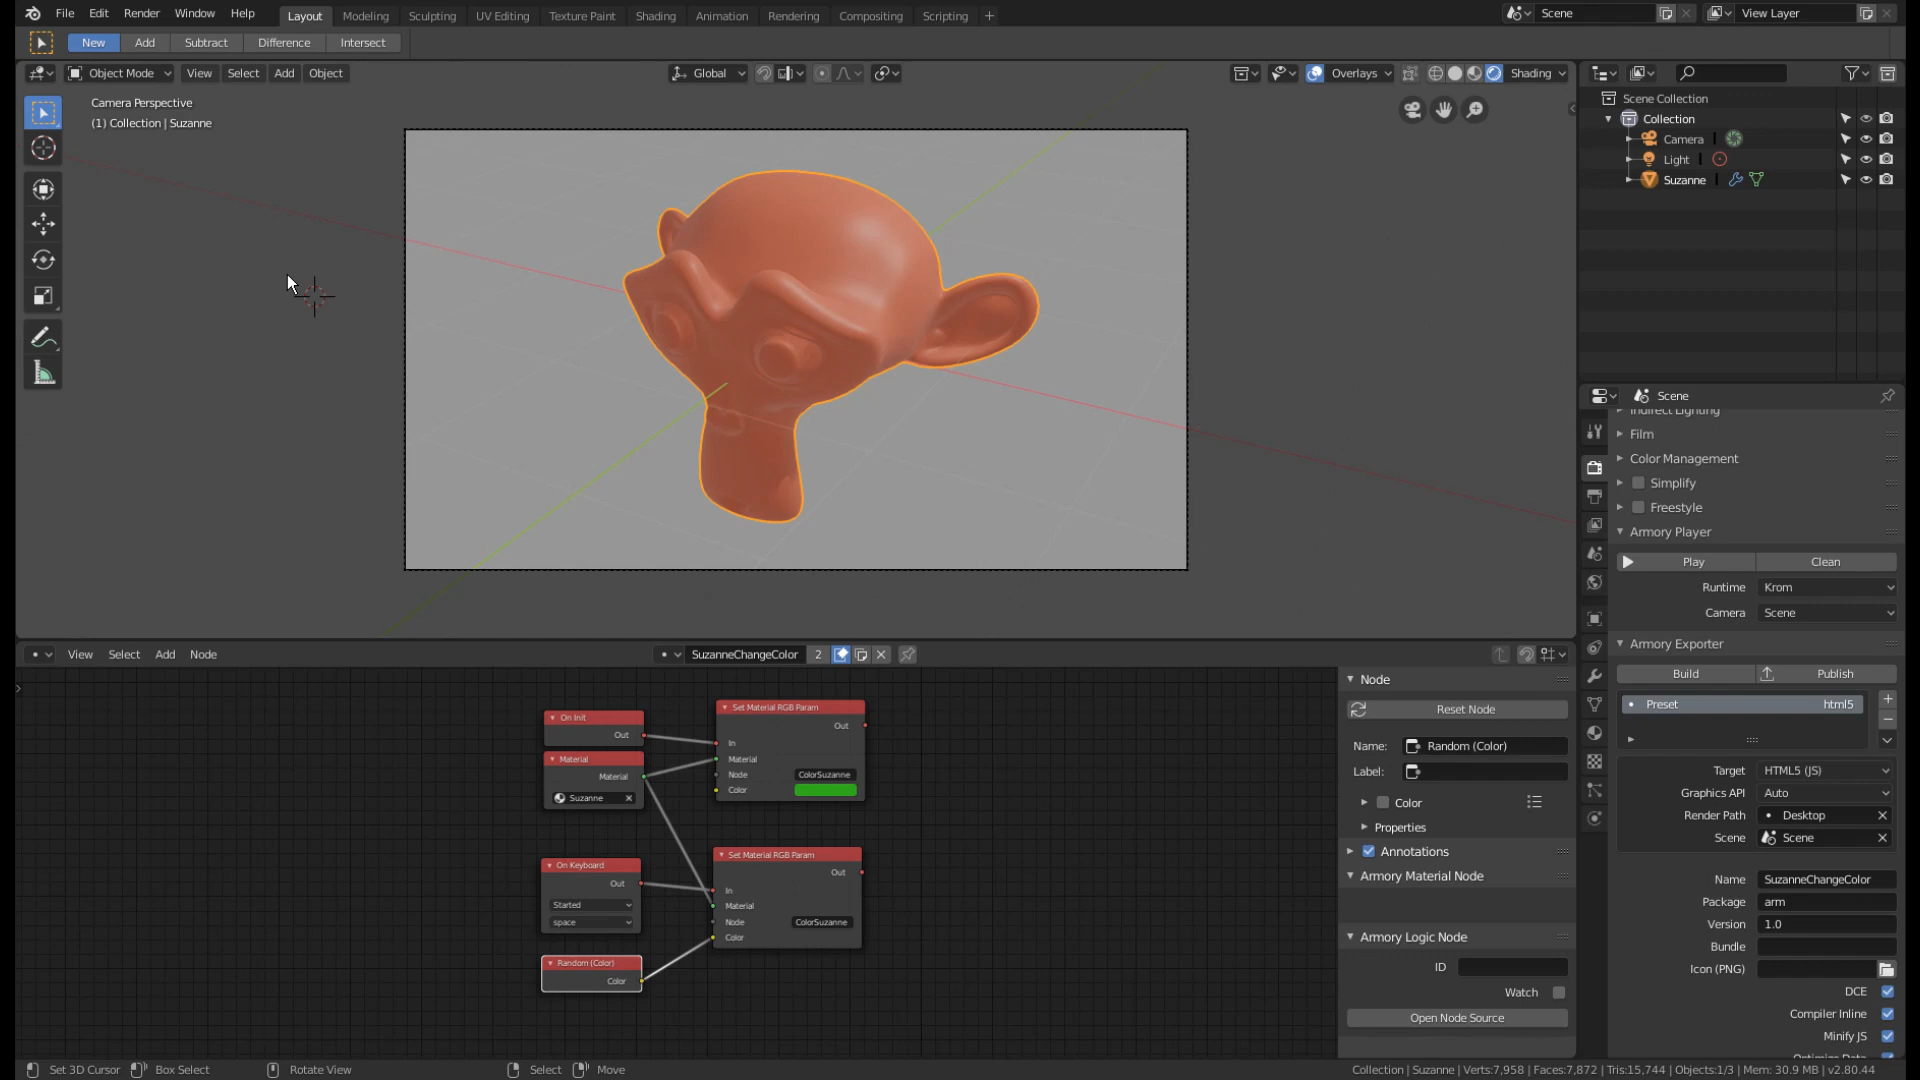 File Edit Render Window Help Layout Modeling Sculpting UV Editing Texture Paint Shading Animation Rendering Compositing Scripting + Scene View Layer
New Add Subtract Difference Intersect
Object Mode View Select Add Object Global Overlays Shading
Camera Perspective
(1) Collection | Suzanne
Scene Collection
Collection
Camera
Light
Suzanne
Scene
Indirect Lighting
Film
Color Management
Simplify
Freestyle
Armory Player
Play Clean
Runtime Krom
Camera Scene
Armory Exporter
Build Publish
Preset html5
Target HTML5 (JS)
Graphics API Auto
Render Path Desktop
Scene Scene
Name SuzanneChangeColor
Package arm
Version 1.0
Bundle
Icon (PNG)
DCE
Compiler Inline
Minify JS
Optimize Data
View Select Add Node SuzanneChangeColor 2
On Init
Out
Material
Material
Suzanne
Set Material RGB Param
Out
In
Material
Node ColorSuzanne
Color
On Keyboard
Out
Started
space
Random (Color)
Color
Set Material RGB Param
Out
In
Material
Node ColorSuzanne
Color
Node
Reset Node
Name: Random (Color)
Label:
Color
Properties
Annotations
Armory Material Node
Armory Logic Node
ID
Watch
Open Node Source
Set 3D Cursor Box Select Rotate View Select Move Collection | Suzanne | Verts:7,958 | Faces:7,872 | Tris:15,744 | Objects:1/3 | Mem: 30.9 MB | v2.80.44